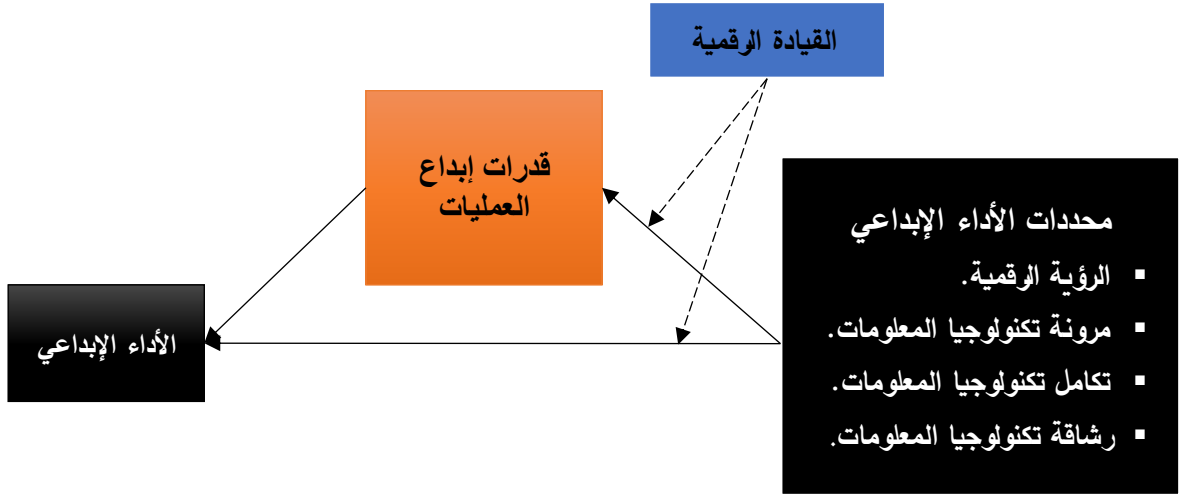 القيادة الرقمية
قدرات إبداع
العمليات
محددات الأداء الإبداعي
▪ الرؤية الرقمية.
▪ مرونة تكنولوجيا المعلومات.
▪ تكامل تكنولوجيا المعلومات.
▪ رشاقة تكنولوجيا المعلومات.
الأداء الإبداعي